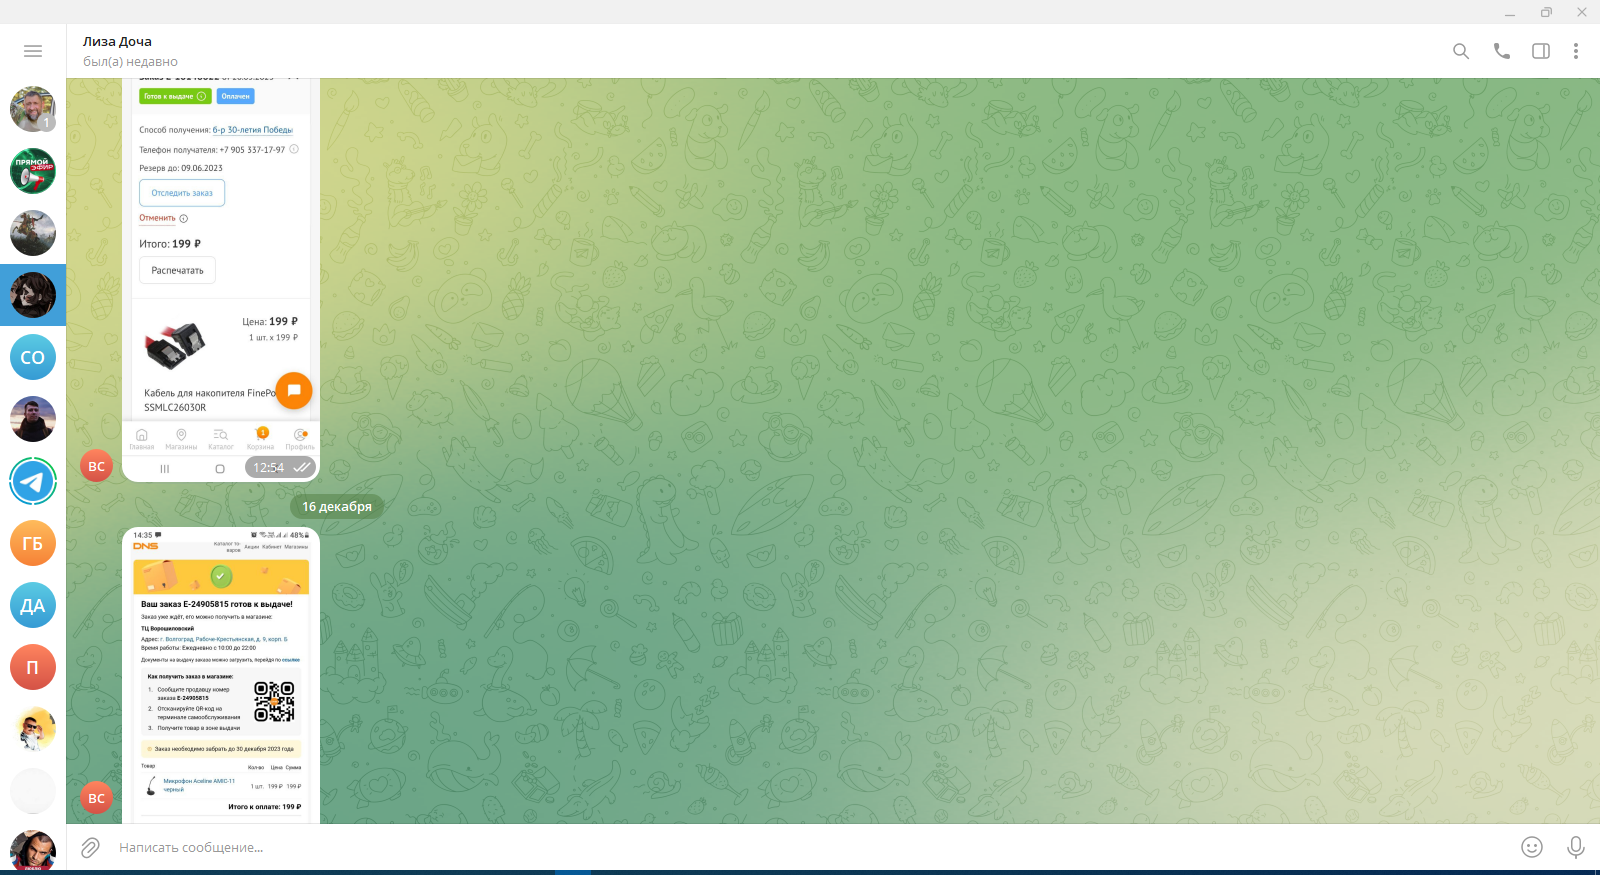 Лиза Доча
был(а) недавно
1
ПРЯМОЙ
ЭФИР
СО
ГБ
ДА
П
Готов к выдаче
Оплачен
Способ получения: б-р 30-летия Победы
Телефон получателя: +7 905 337-17-97
Резерв до: 09.06.2023
Отследить заказ
Отменить
Итого: 199 ₽
Распечатать
Цена: 199 ₽
1 шт. x 199 ₽
Кабель для накопителя FinePo
SSMLC26030R
1
Главная Магазины Каталог Корзина Профиль
ВС
12:54
16 декабря
14:35
48%
DNS
Каталог то-
варов Акции Кабинет Магазины
Ваш заказ E-24905815 готов к выдаче!
Заказ уже ждёт, его можно получить в магазине:
ТЦ Ворошиловский
Адрес: г. Волгоград, Рабоче-Крестьянская, д. 9, корп. Б
Время работы: Ежедневно с 10:00 до 22:00
Документы на выдачу заказа можно загрузить, перейдя по ссылке
Как получить заказ в магазине:
1. Сообщите продавцу номер
заказа E-24905815
2. Отсканируйте QR-код на
терминале самообслуживания
3. Получите товар в зоне выдачи
Заказ необходимо забрать до 30 декабря 2023 года
Товар Кол-во Цена Сумма
Микрофон Aceline AMIC-11
черный
1 шт. 199 ₽ 199 ₽
Итого к оплате: 199 ₽
ВС
Написать сообщение...